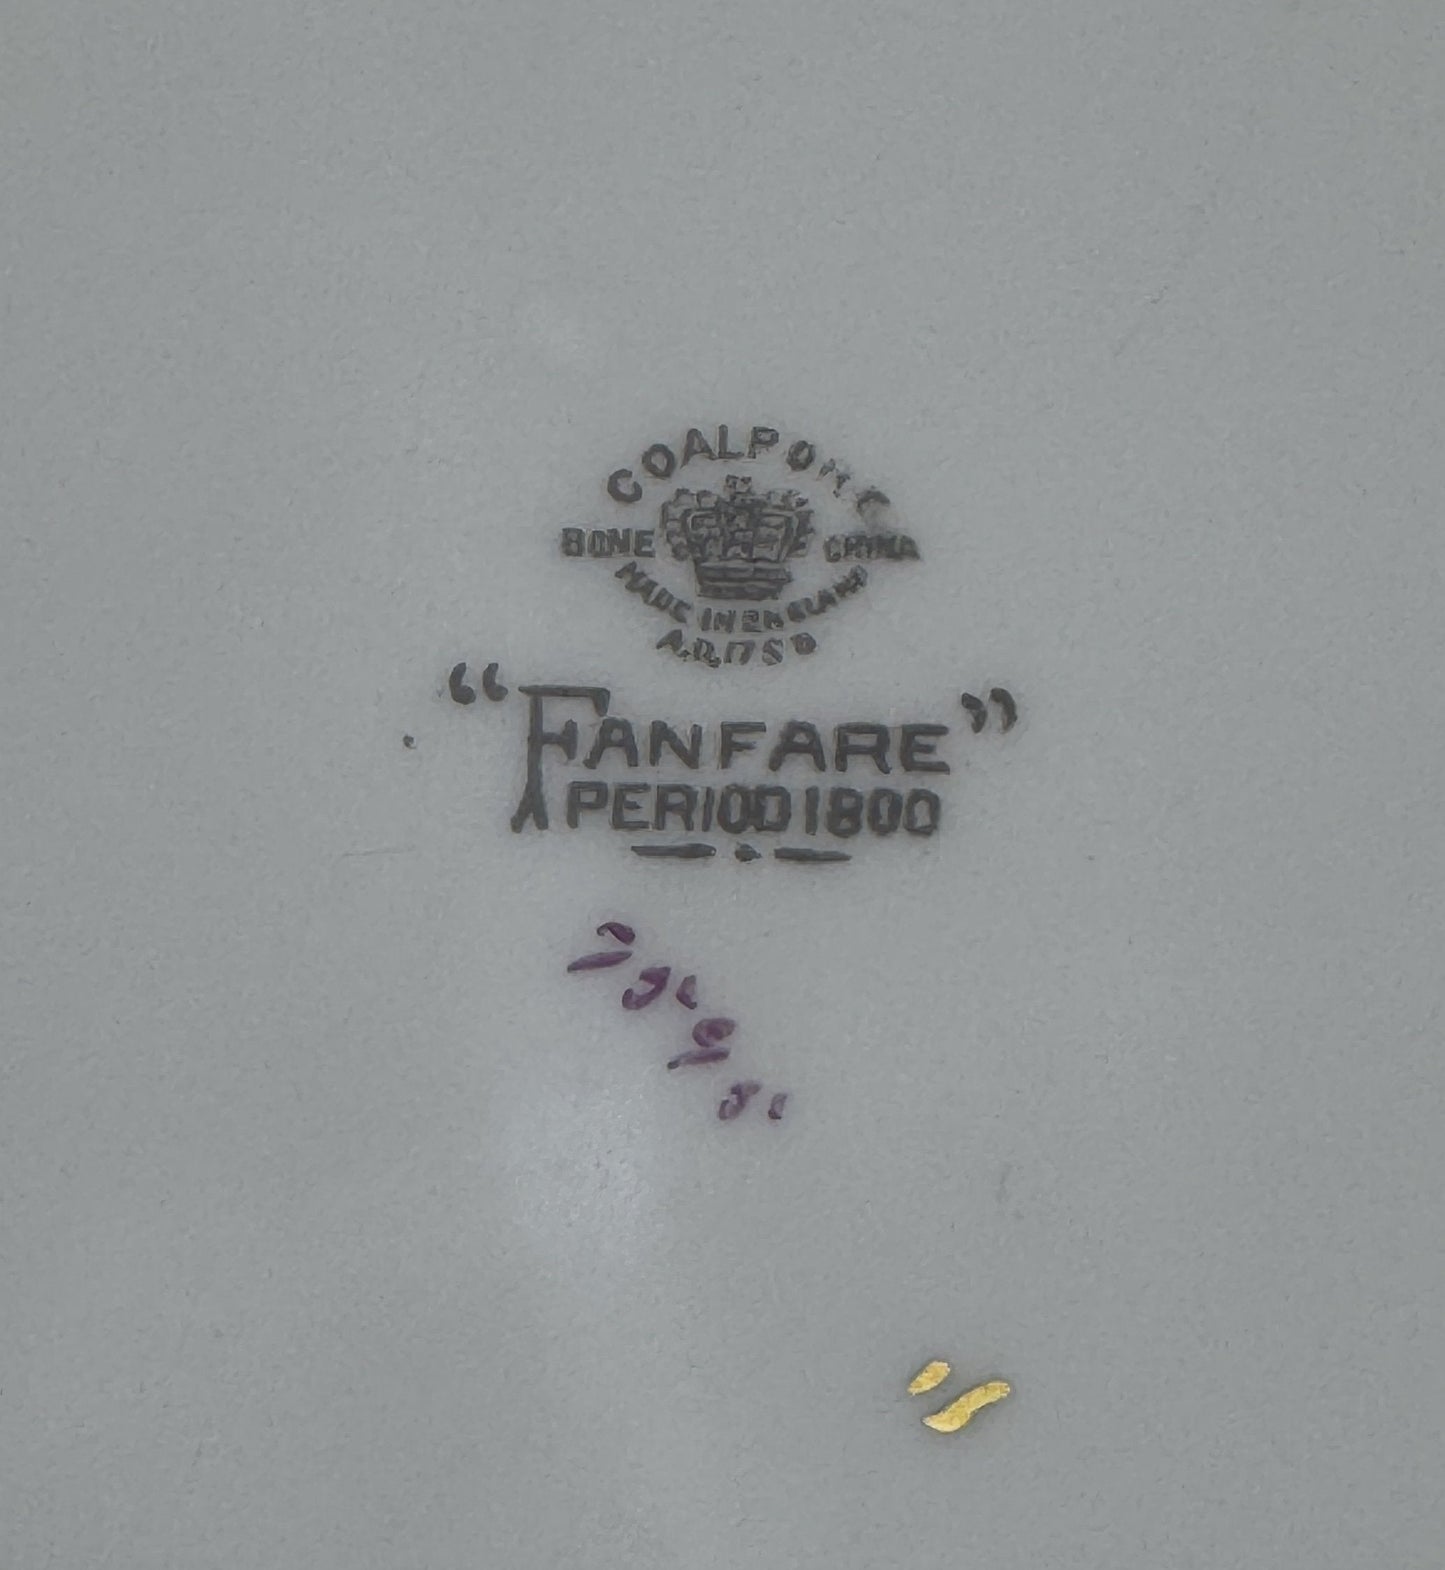 COALPORT
BONE CHINA
MADE IN ENGLAND
A.D. 1750
“FANFARE”
PERIOD 1800